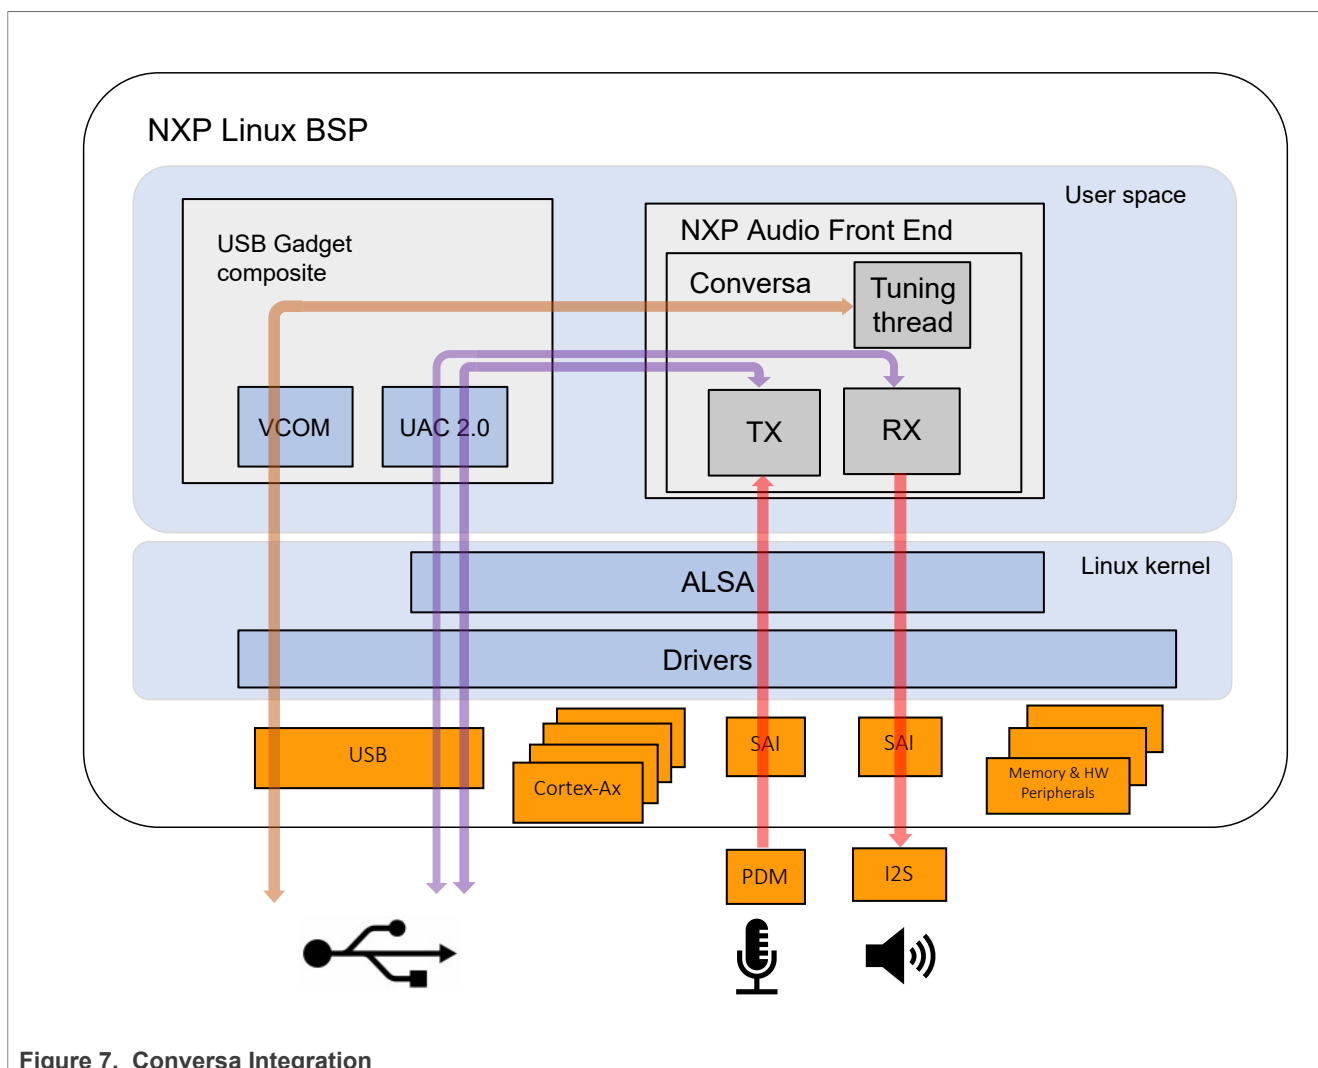 NXP Linux BSP
User space
USB Gadget
composite
NXP Audio Front End
Conversa
Tuning
thread
VCOM
UAC 2.0
TX
RX
Linux kernel
ALSA
Drivers
USB
Cortex-Ax
SAI
SAI
Memory & HW
Peripherals
PDM
I2S
Figure 7. Conversa Integration